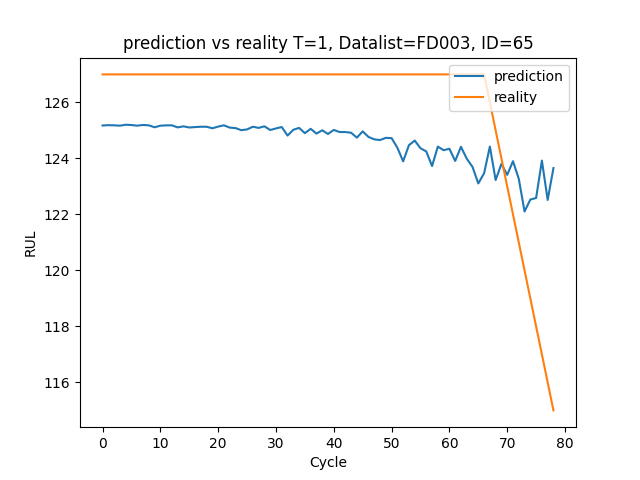 prediction vs reality T=1, Datalist=FD003, ID=65
prediction
reality
RUL
126
124
122
120
118
116
0 10 20 30 40 50 60 70 80
Cycle